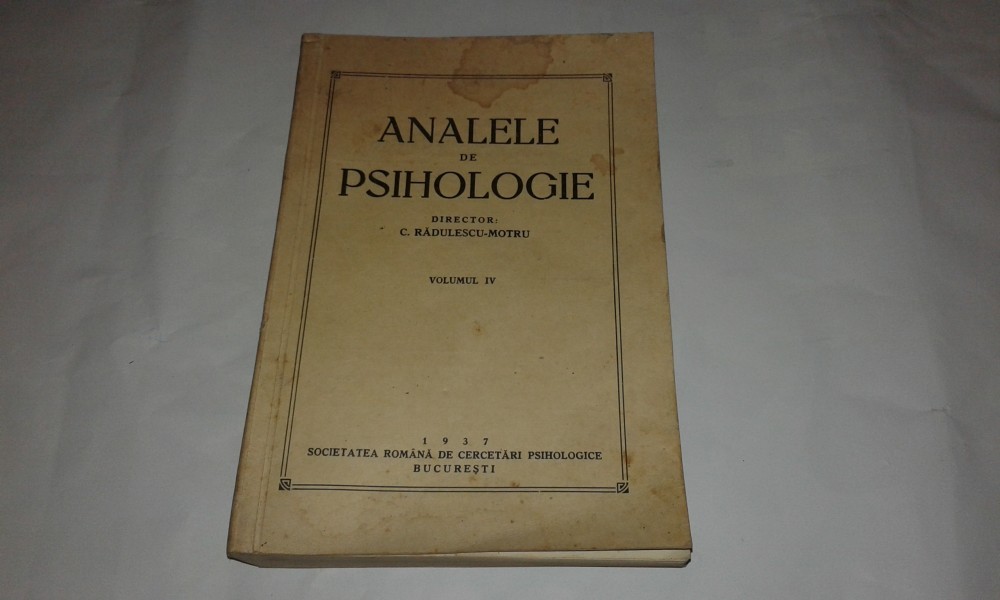 ANALELE
DE
PSIHOLOGIE
DIRECTOR:
C. RĂDULESCU-MOTRU
VOLUMUL IV
1937
SOCIETATEA ROMÂNĂ DE CERCETĂRI PSIHOLOGICE
BUCUREȘTI